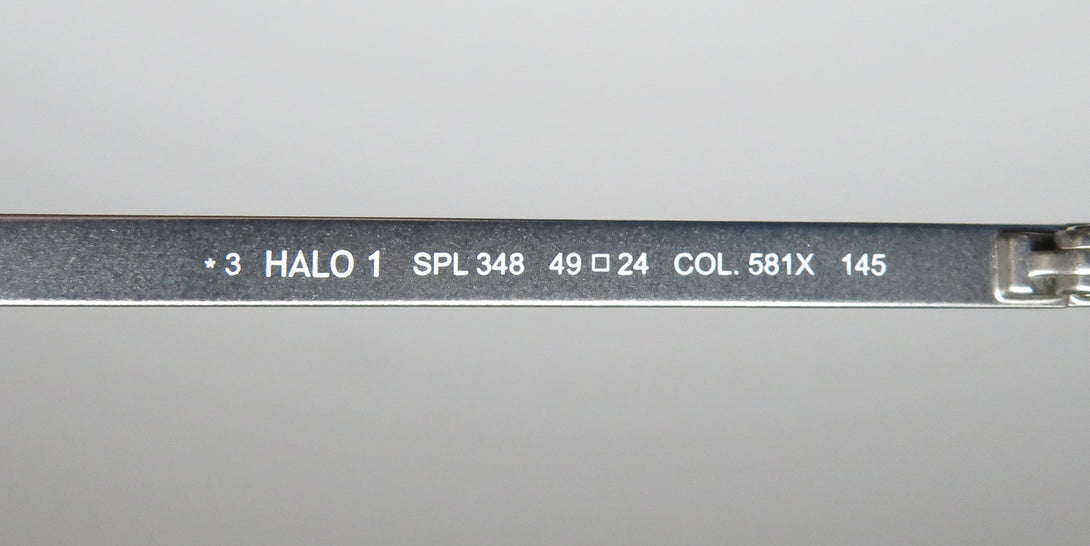 * 3 HALO 1 SPL 348 49 □ 24 COL. 581X 145